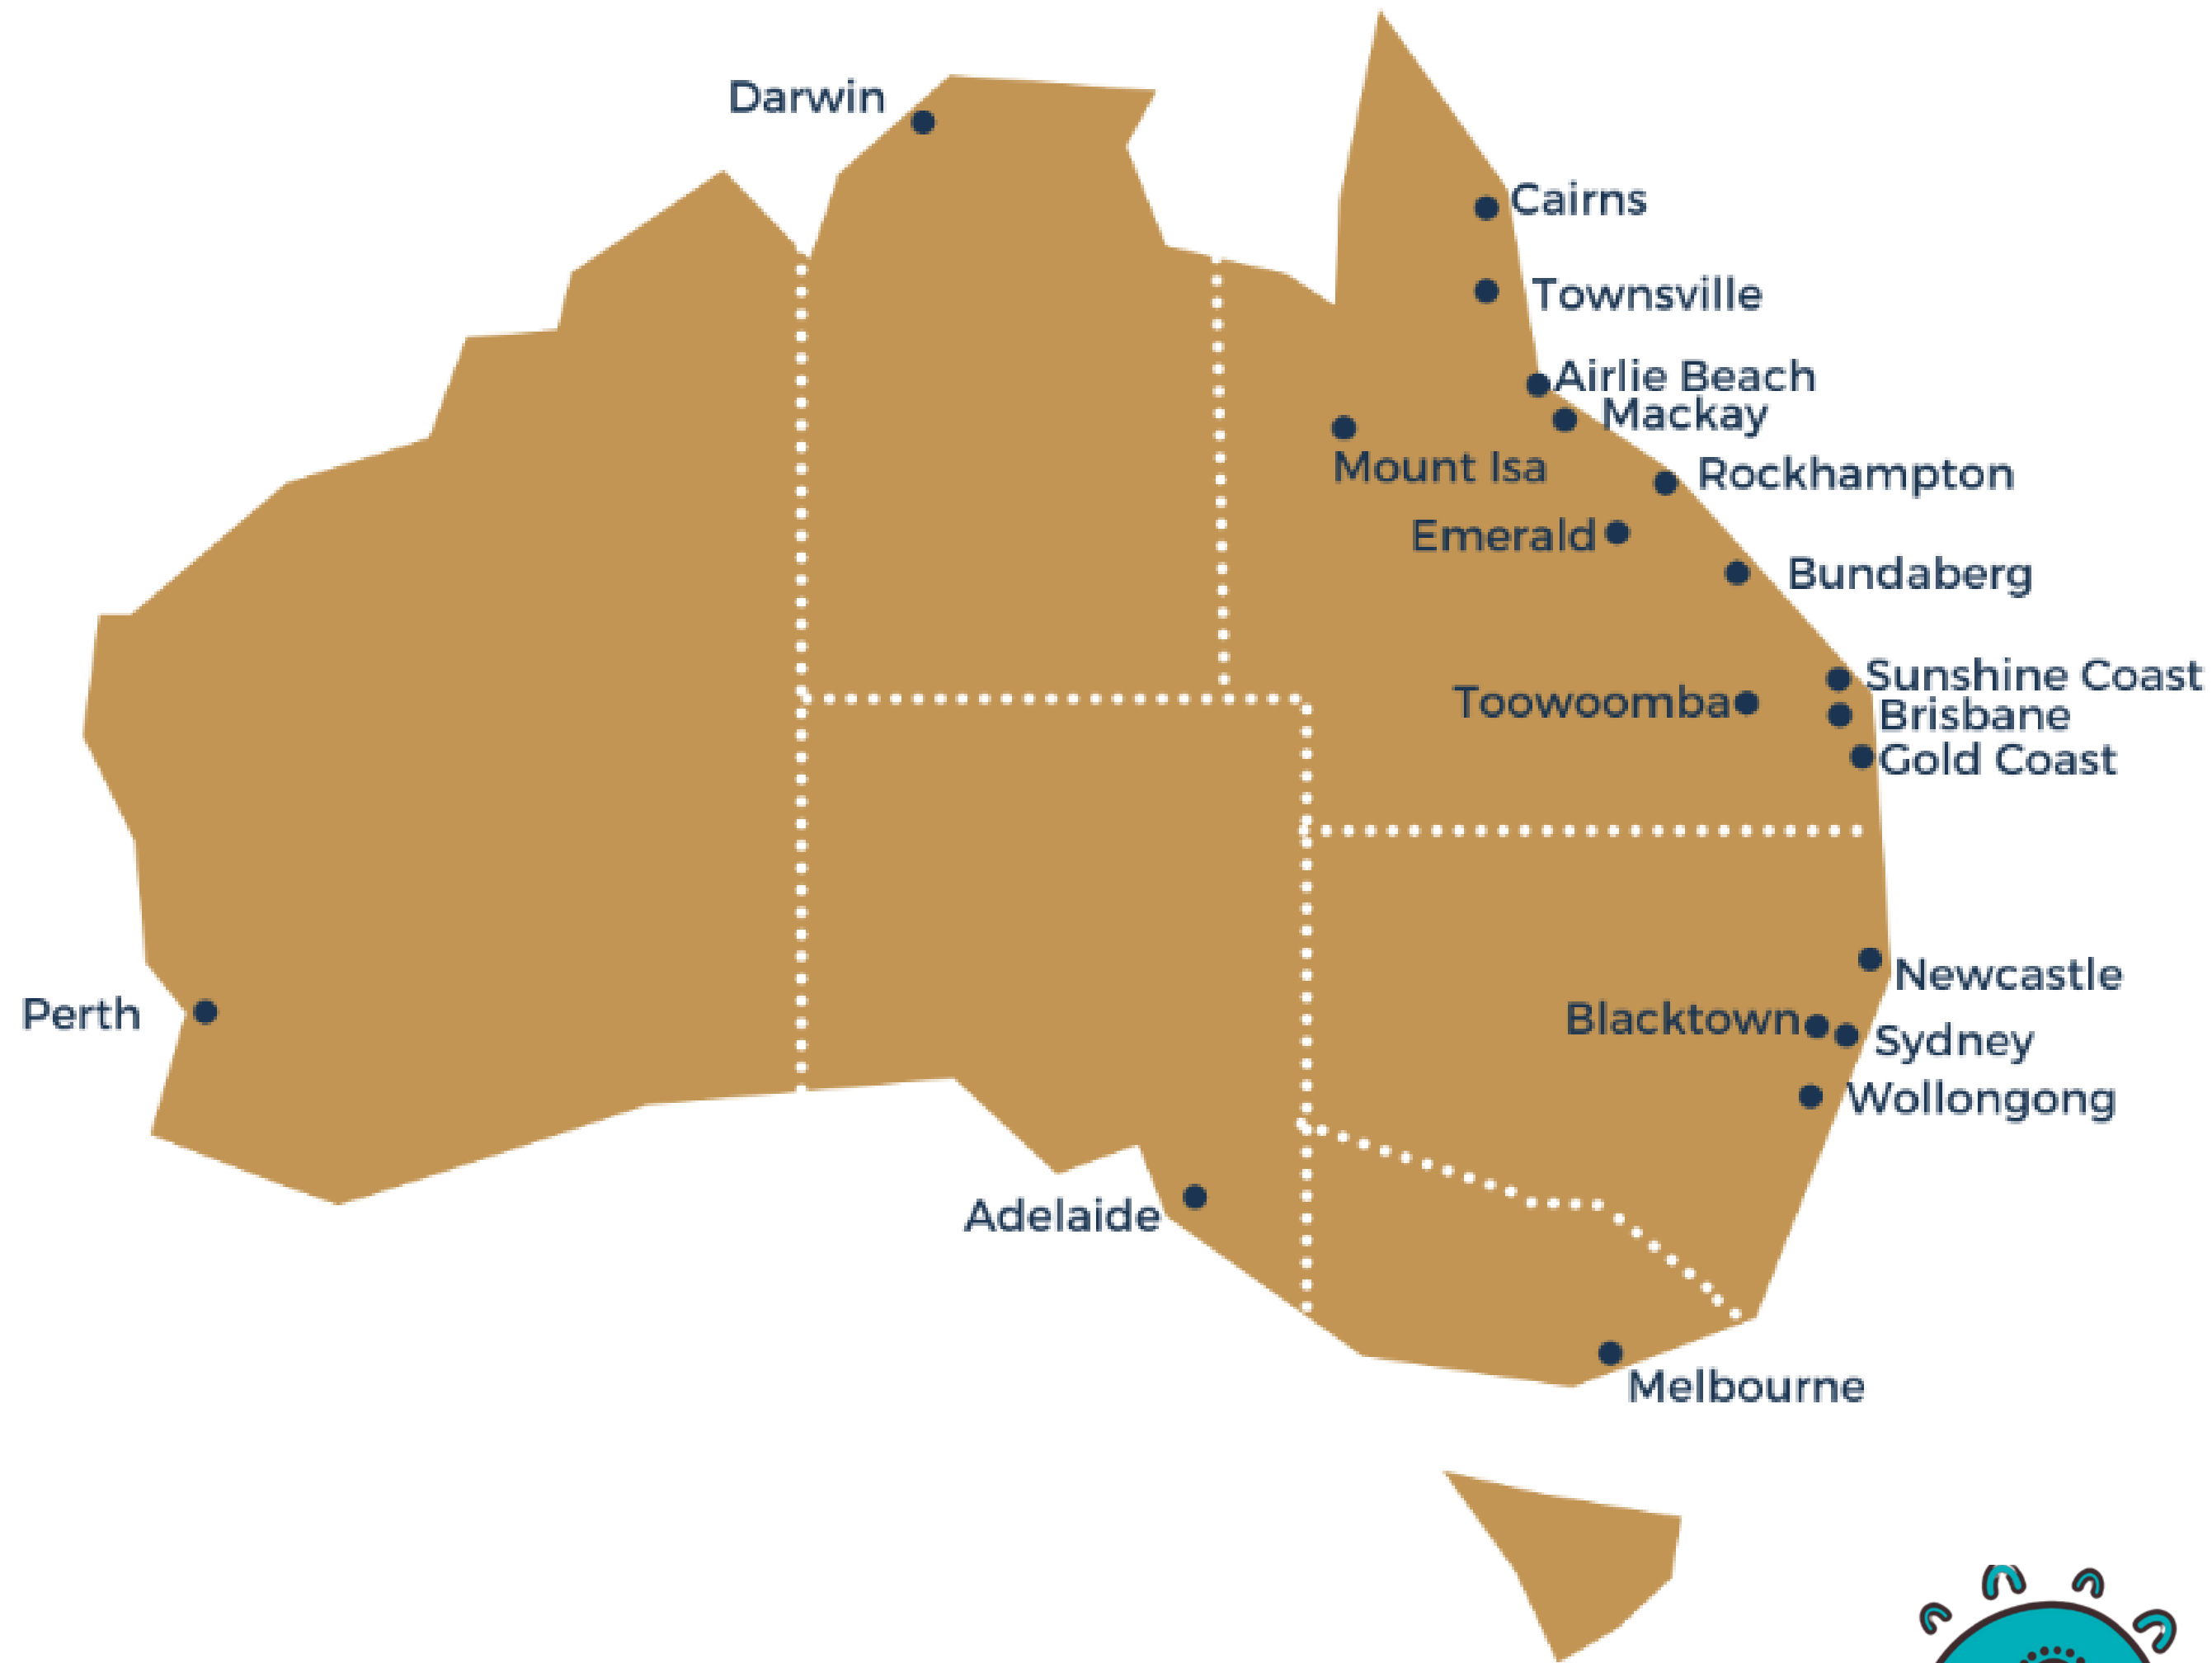 Darwin
Cairns
Townsville
Airlie Beach
Mackay
Mount Isa
Rockhampton
Emerald
Bundaberg
Sunshine Coast
Toowoomba
Brisbane
Gold Coast
Newcastle
Perth
Blacktown
Sydney
Wollongong
Adelaide
Melbourne